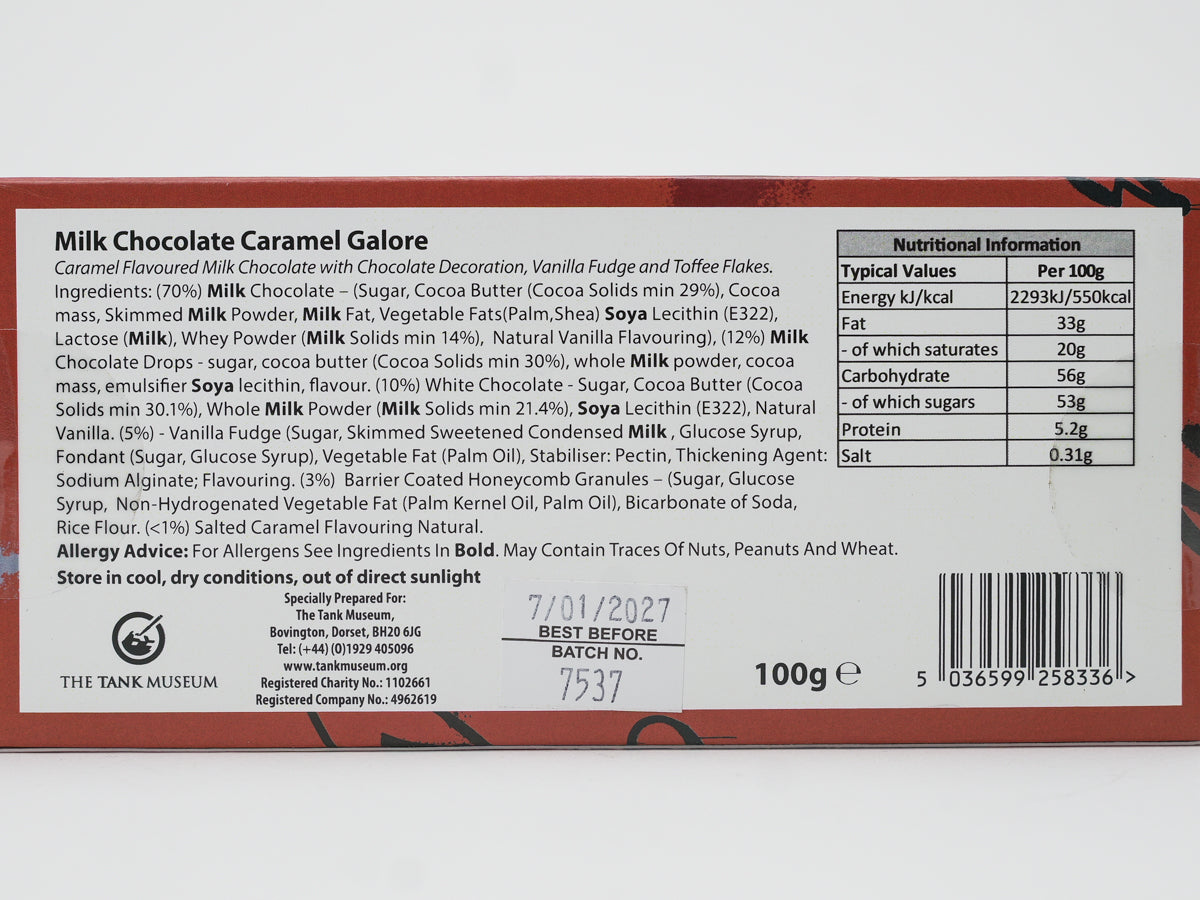 Milk Chocolate Caramel Galore
Caramel Flavoured Milk Chocolate with Chocolate Decoration, Vanilla Fudge and Toffee Flakes.
Ingredients: (70%) Milk Chocolate – (Sugar, Cocoa Butter (Cocoa Solids min 29%), Cocoa
mass, Skimmed Milk Powder, Milk Fat, Vegetable Fats(Palm,Shea) Soya Lecithin (E322),
Lactose (Milk), Whey Powder (Milk Solids min 14%), Natural Vanilla Flavouring), (12%) Milk
Chocolate Drops - sugar, cocoa butter (Cocoa Solids min 30%), whole Milk powder, cocoa
mass, emulsifier Soya lecithin, flavour. (10%) White Chocolate - Sugar, Cocoa Butter (Cocoa
Solids min 30.1%), Whole Milk Powder (Milk Solids min 21.4%), Soya Lecithin (E322), Natural
Vanilla. (5%) - Vanilla Fudge (Sugar, Skimmed Sweetened Condensed Milk , Glucose Syrup,
Fondant (Sugar, Glucose Syrup), Vegetable Fat (Palm Oil), Stabiliser: Pectin, Thickening Agent:
Sodium Alginate; Flavouring. (3%) Barrier Coated Honeycomb Granules – (Sugar, Glucose
Syrup, Non-Hydrogenated Vegetable Fat (Palm Kernel Oil, Palm Oil), Bicarbonate of Soda,
Rice Flour. (<1%) Salted Caramel Flavouring Natural.
Allergy Advice: For Allergens See Ingredients In Bold. May Contain Traces Of Nuts, Peanuts And Wheat.
Store in cool, dry conditions, out of direct sunlight
Nutritional Information
Typical Values Per 100g
Energy kJ/kcal 2293kJ/550kcal
Fat 33g
- of which saturates 20g
Carbohydrate 56g
- of which sugars 53g
Protein 5.2g
Salt 0.31g
THE TANK MUSEUM
Specially Prepared For:
The Tank Museum,
Bovington, Dorset, BH20 6JG
Tel: (+44) (0)1929 405096
www.tankmuseum.org
Registered Charity No.: 1102661
Registered Company No.: 4962619
7/01/2027
BEST BEFORE
BATCH NO.
7537
100g ℮
5 036599 258336 >